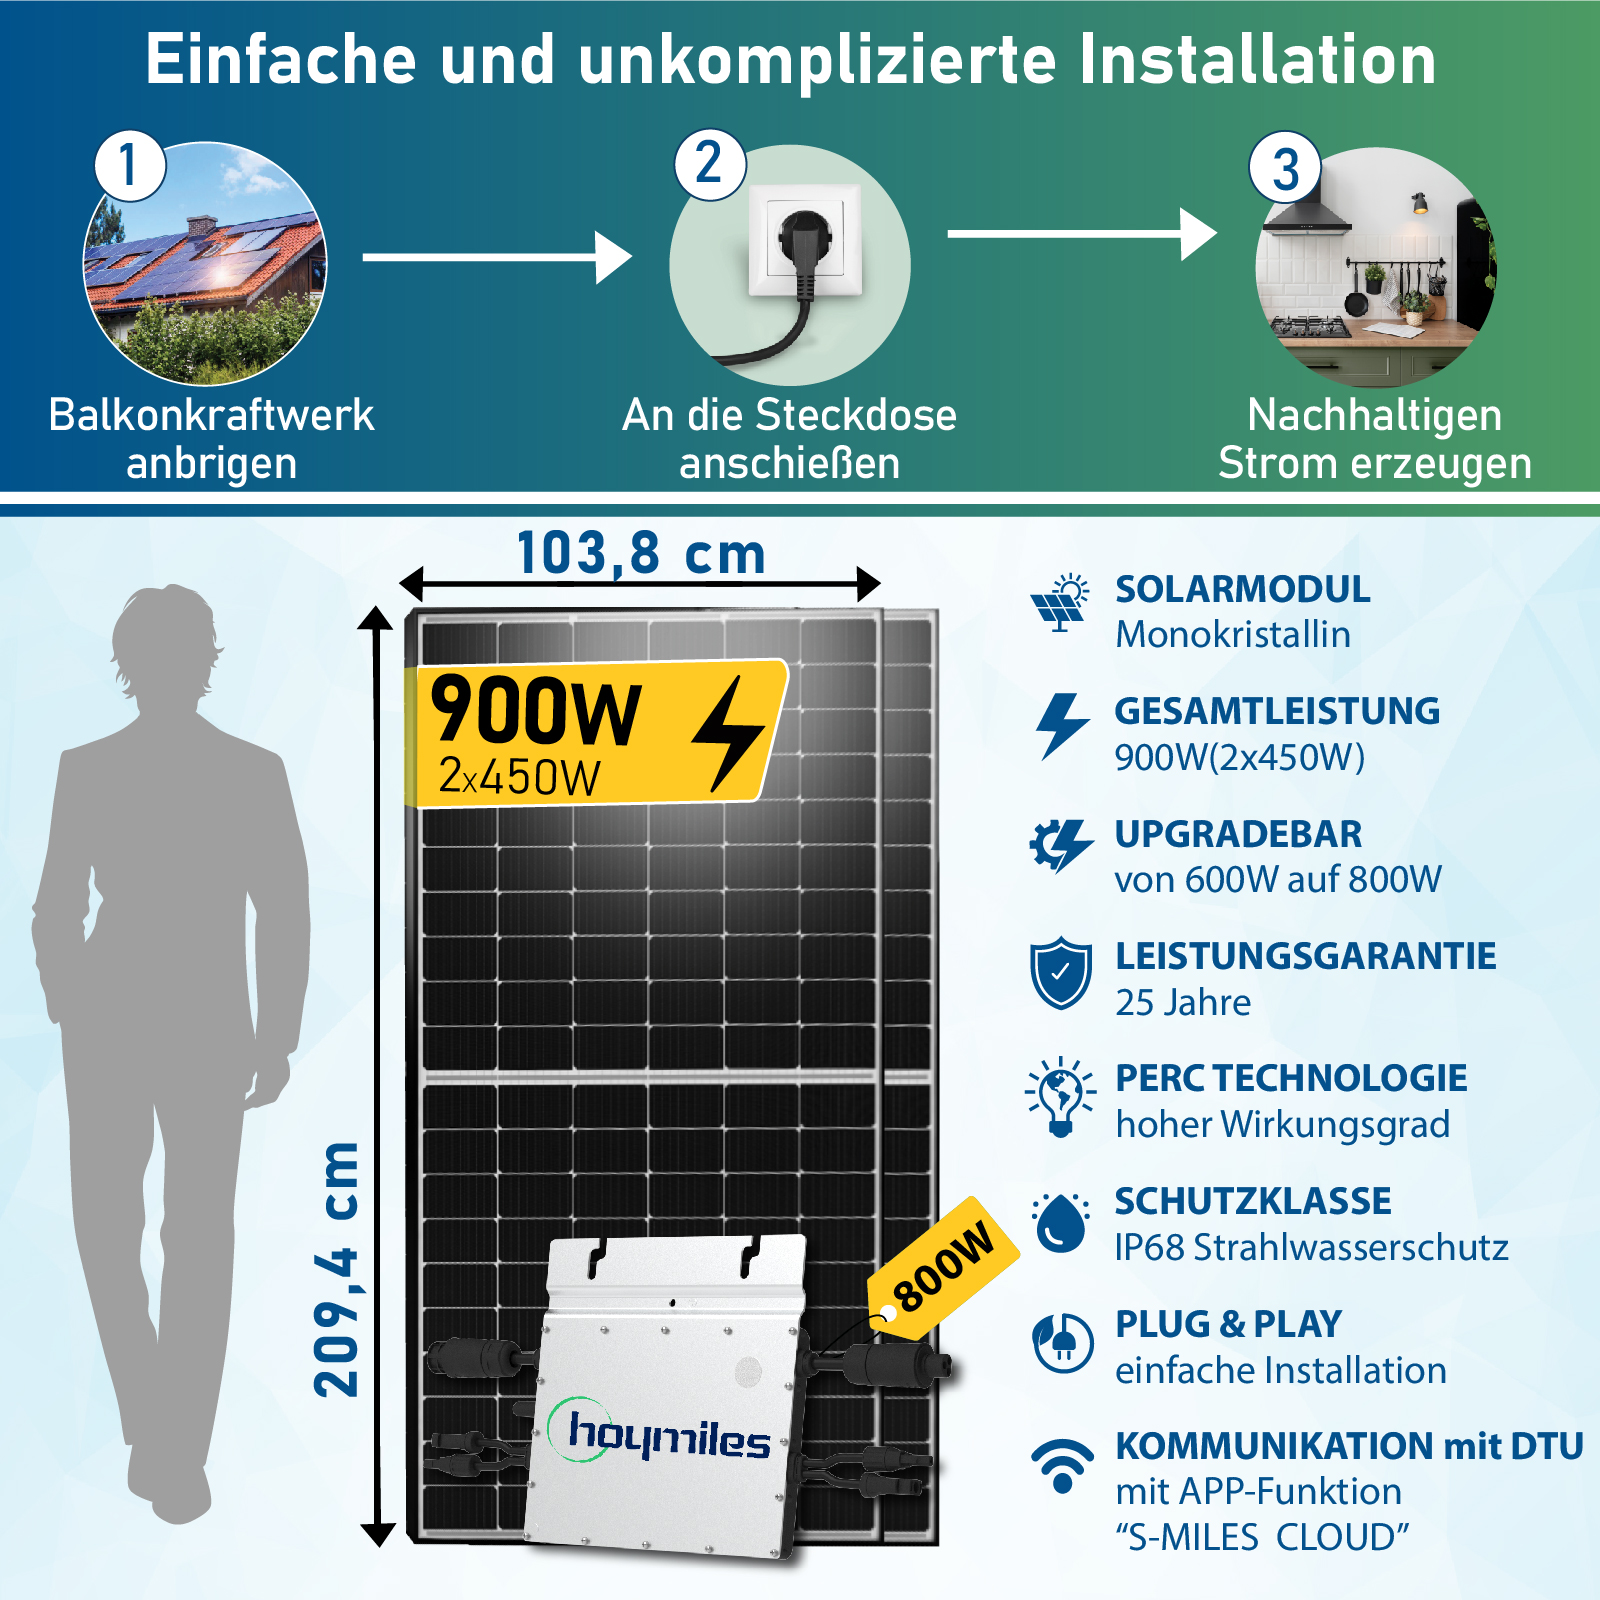 Einfache und unkomplizierte Installation
1
2
3
Balkonkraftwerk
anbrigen
An die Steckdose
anschießen
Nachhaltigen
Strom erzeugen
103,8 cm
209,4 cm
900W
2x450W
800W
hoymiles
SOLARMODUL
Monokristallin
GESAMTLEISTUNG
900W(2x450W)
UPGRADEBAR
von 600W auf 800W
LEISTUNGSGARANTIE
25 Jahre
PERC TECHNOLOGIE
hoher Wirkungsgrad
SCHUTZKLASSE
IP68 Strahlwasserschutz
PLUG & PLAY
einfache Installation
KOMMUNIKATION mit DTU
mit APP-Funktion
“S-MILES CLOUD”